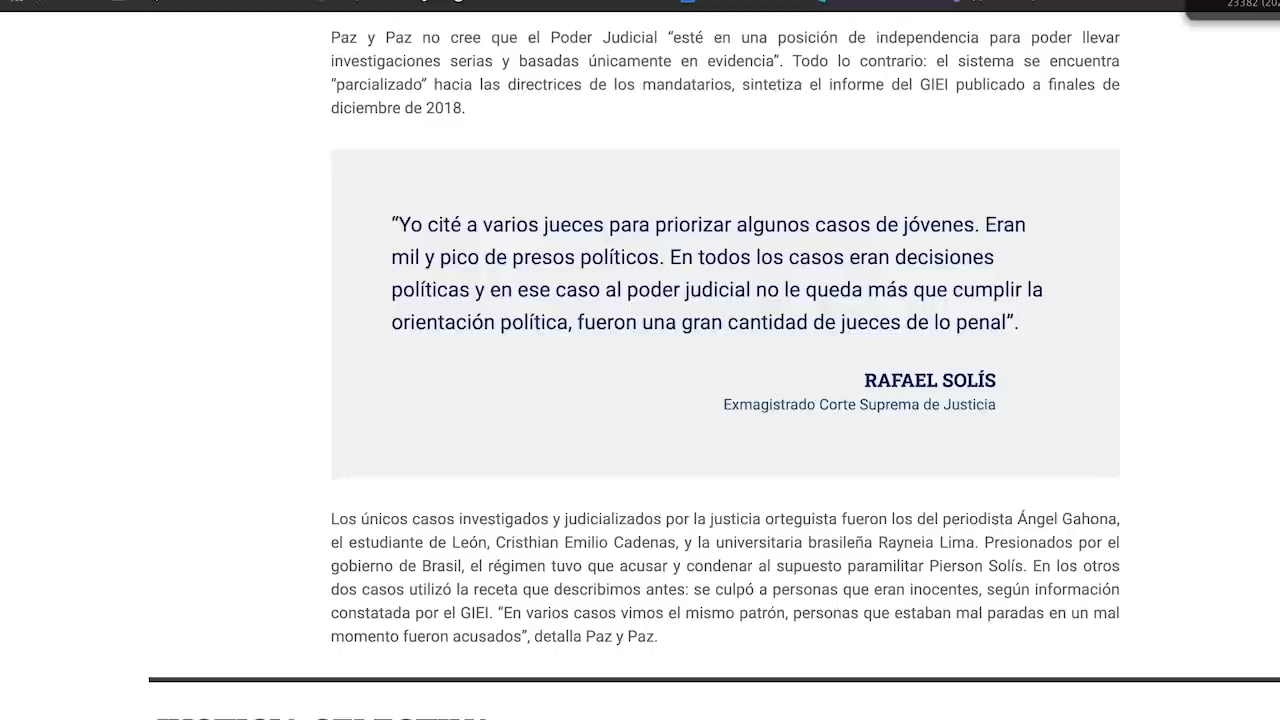 Paz y Paz no cree que el Poder Judicial “esté en una posición de independencia para poder llevar
investigaciones serias y basadas únicamente en evidencia”. Todo lo contrario: el sistema se encuentra
“parcializado” hacia las directrices de los mandatarios, sintetiza el informe del GIEI publicado a finales de
diciembre de 2018.
“Yo cité a varios jueces para priorizar algunos casos de jóvenes. Eran
mil y pico de presos políticos. En todos los casos eran decisiones
políticas y en ese caso al poder judicial no le queda más que cumplir la
orientación política, fueron una gran cantidad de jueces de lo penal”.
RAFAEL SOLÍS
Exmagistrado Corte Suprema de Justicia
Los únicos casos investigados y judicializados por la justicia orteguista fueron los del periodista Ángel Gahona,
el estudiante de León, Cristhian Emilio Cadenas, y la universitaria brasileña Rayneia Lima. Presionados por el
gobierno de Brasil, el régimen tuvo que acusar y condenar al supuesto paramilitar Pierson Solís. En los otros
dos casos utilizó la receta que describimos antes: se culpó a personas que eran inocentes, según información
constatada por el GIEI. “En varios casos vimos el mismo patrón, personas que estaban mal paradas en un mal
momento fueron acusados”, detalla Paz y Paz.